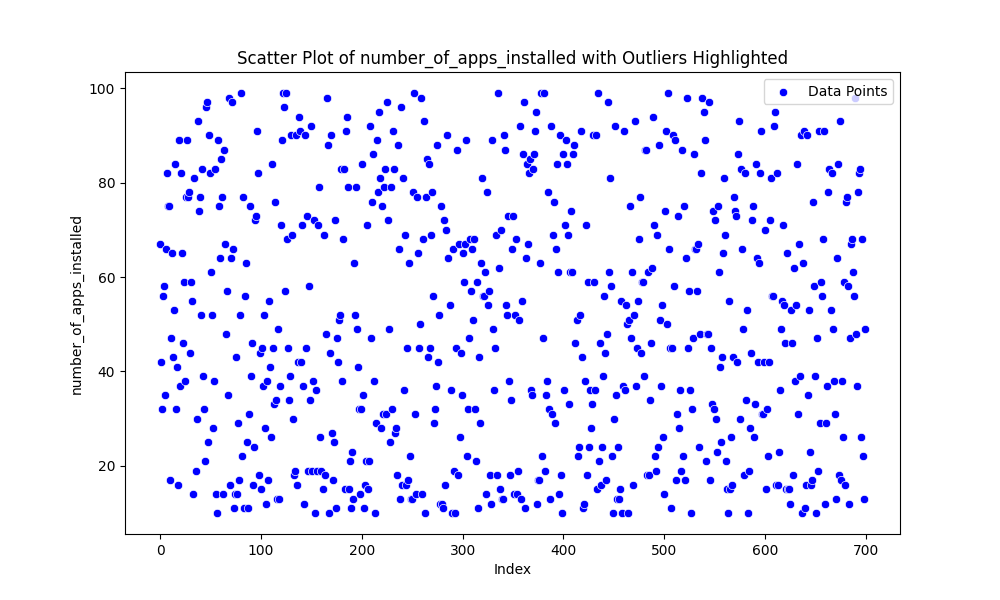 Scatter Plot of number_of_apps_installed with Outliers Highlighted
Data Points
number_of_apps_installed
100
80
60
40
20
0 100 200 300 400 500 600 700
Index